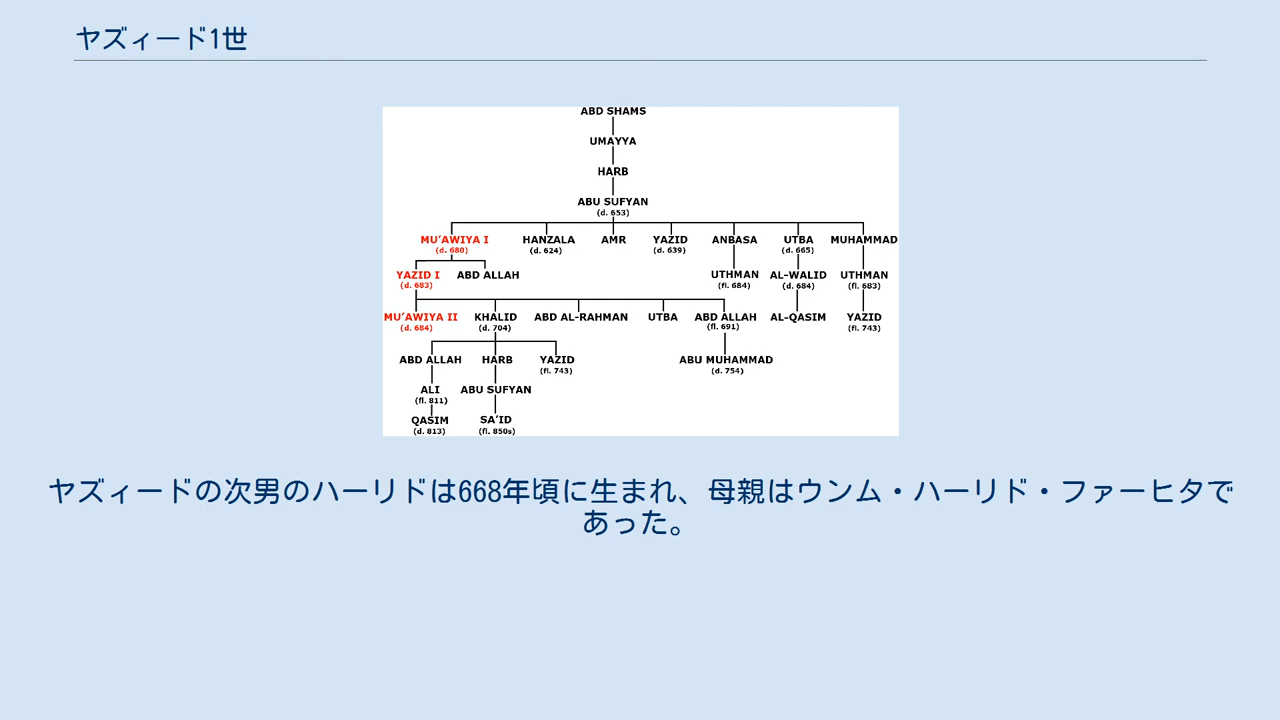 ヤズィード1世
ABD SHAMS
UMAYYA
HARB
ABU SUFYAN
(d. 653)
MU’AWIYA I HANZALA AMR YAZID ANBASA UTBA MUHAMMAD
(d. 680) (d. 624) (d. 639) (d. 665)
YAZID I ABD ALLAH UTHMAN AL-WALID UTHMAN
(d. 683) (fl. 684) (d. 684) (fl. 683)
MU’AWIYA II KHALID ABD AL-RAHMAN UTBA ABD ALLAH AL-QASIM YAZID
(d. 684) (d. 704) (fl. 691) (fl. 743)
ABD ALLAH HARB YAZID ABU MUHAMMAD
(fl. 743) (d. 754)
ALI ABU SUFYAN
(fl. 811)
QASIM SA’ID
(d. 813) (fl. 850s)
ヤズィードの次男のハーリドは668年頃に生まれ、母親はウンム・ハーリド・ファーヒタで
あった。